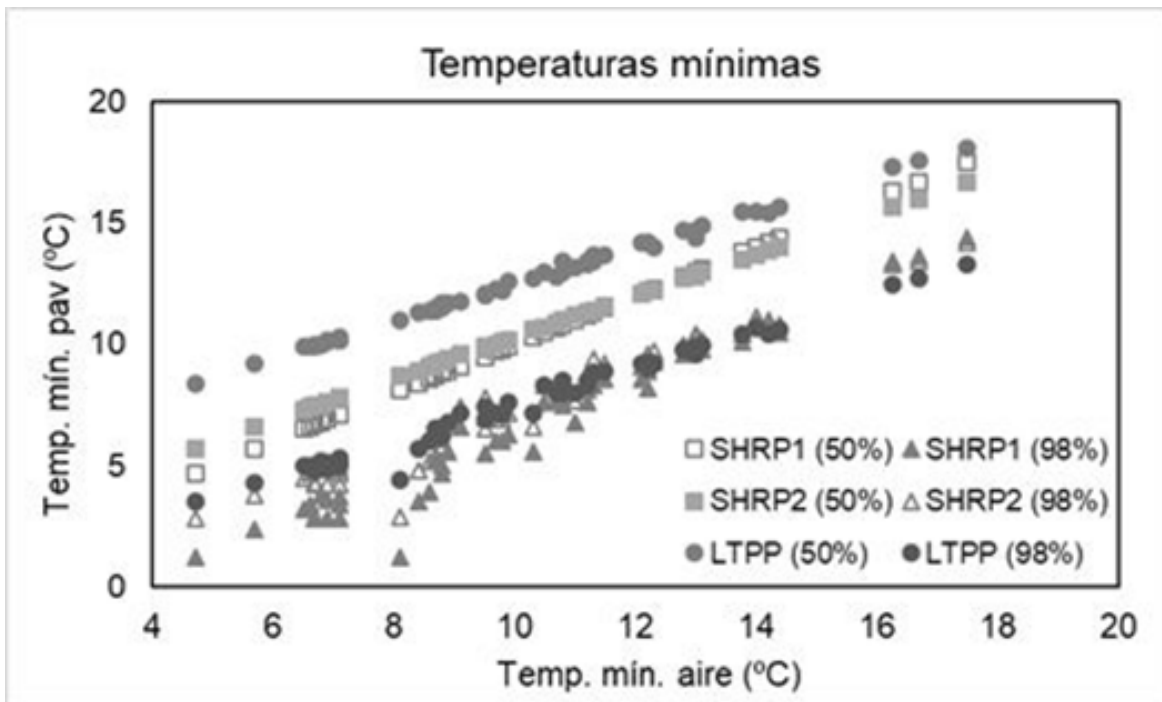 Temperaturas mínimas
Temp. mín. pav (ºC)
20
15
10
5
0
SHRP1 (50%) SHRP1 (98%)
SHRP2 (50%) SHRP2 (98%)
LTPP (50%) LTPP (98%)
4 6 8 10 12 14 16 18 20
Temp. mín. aire (ºC)